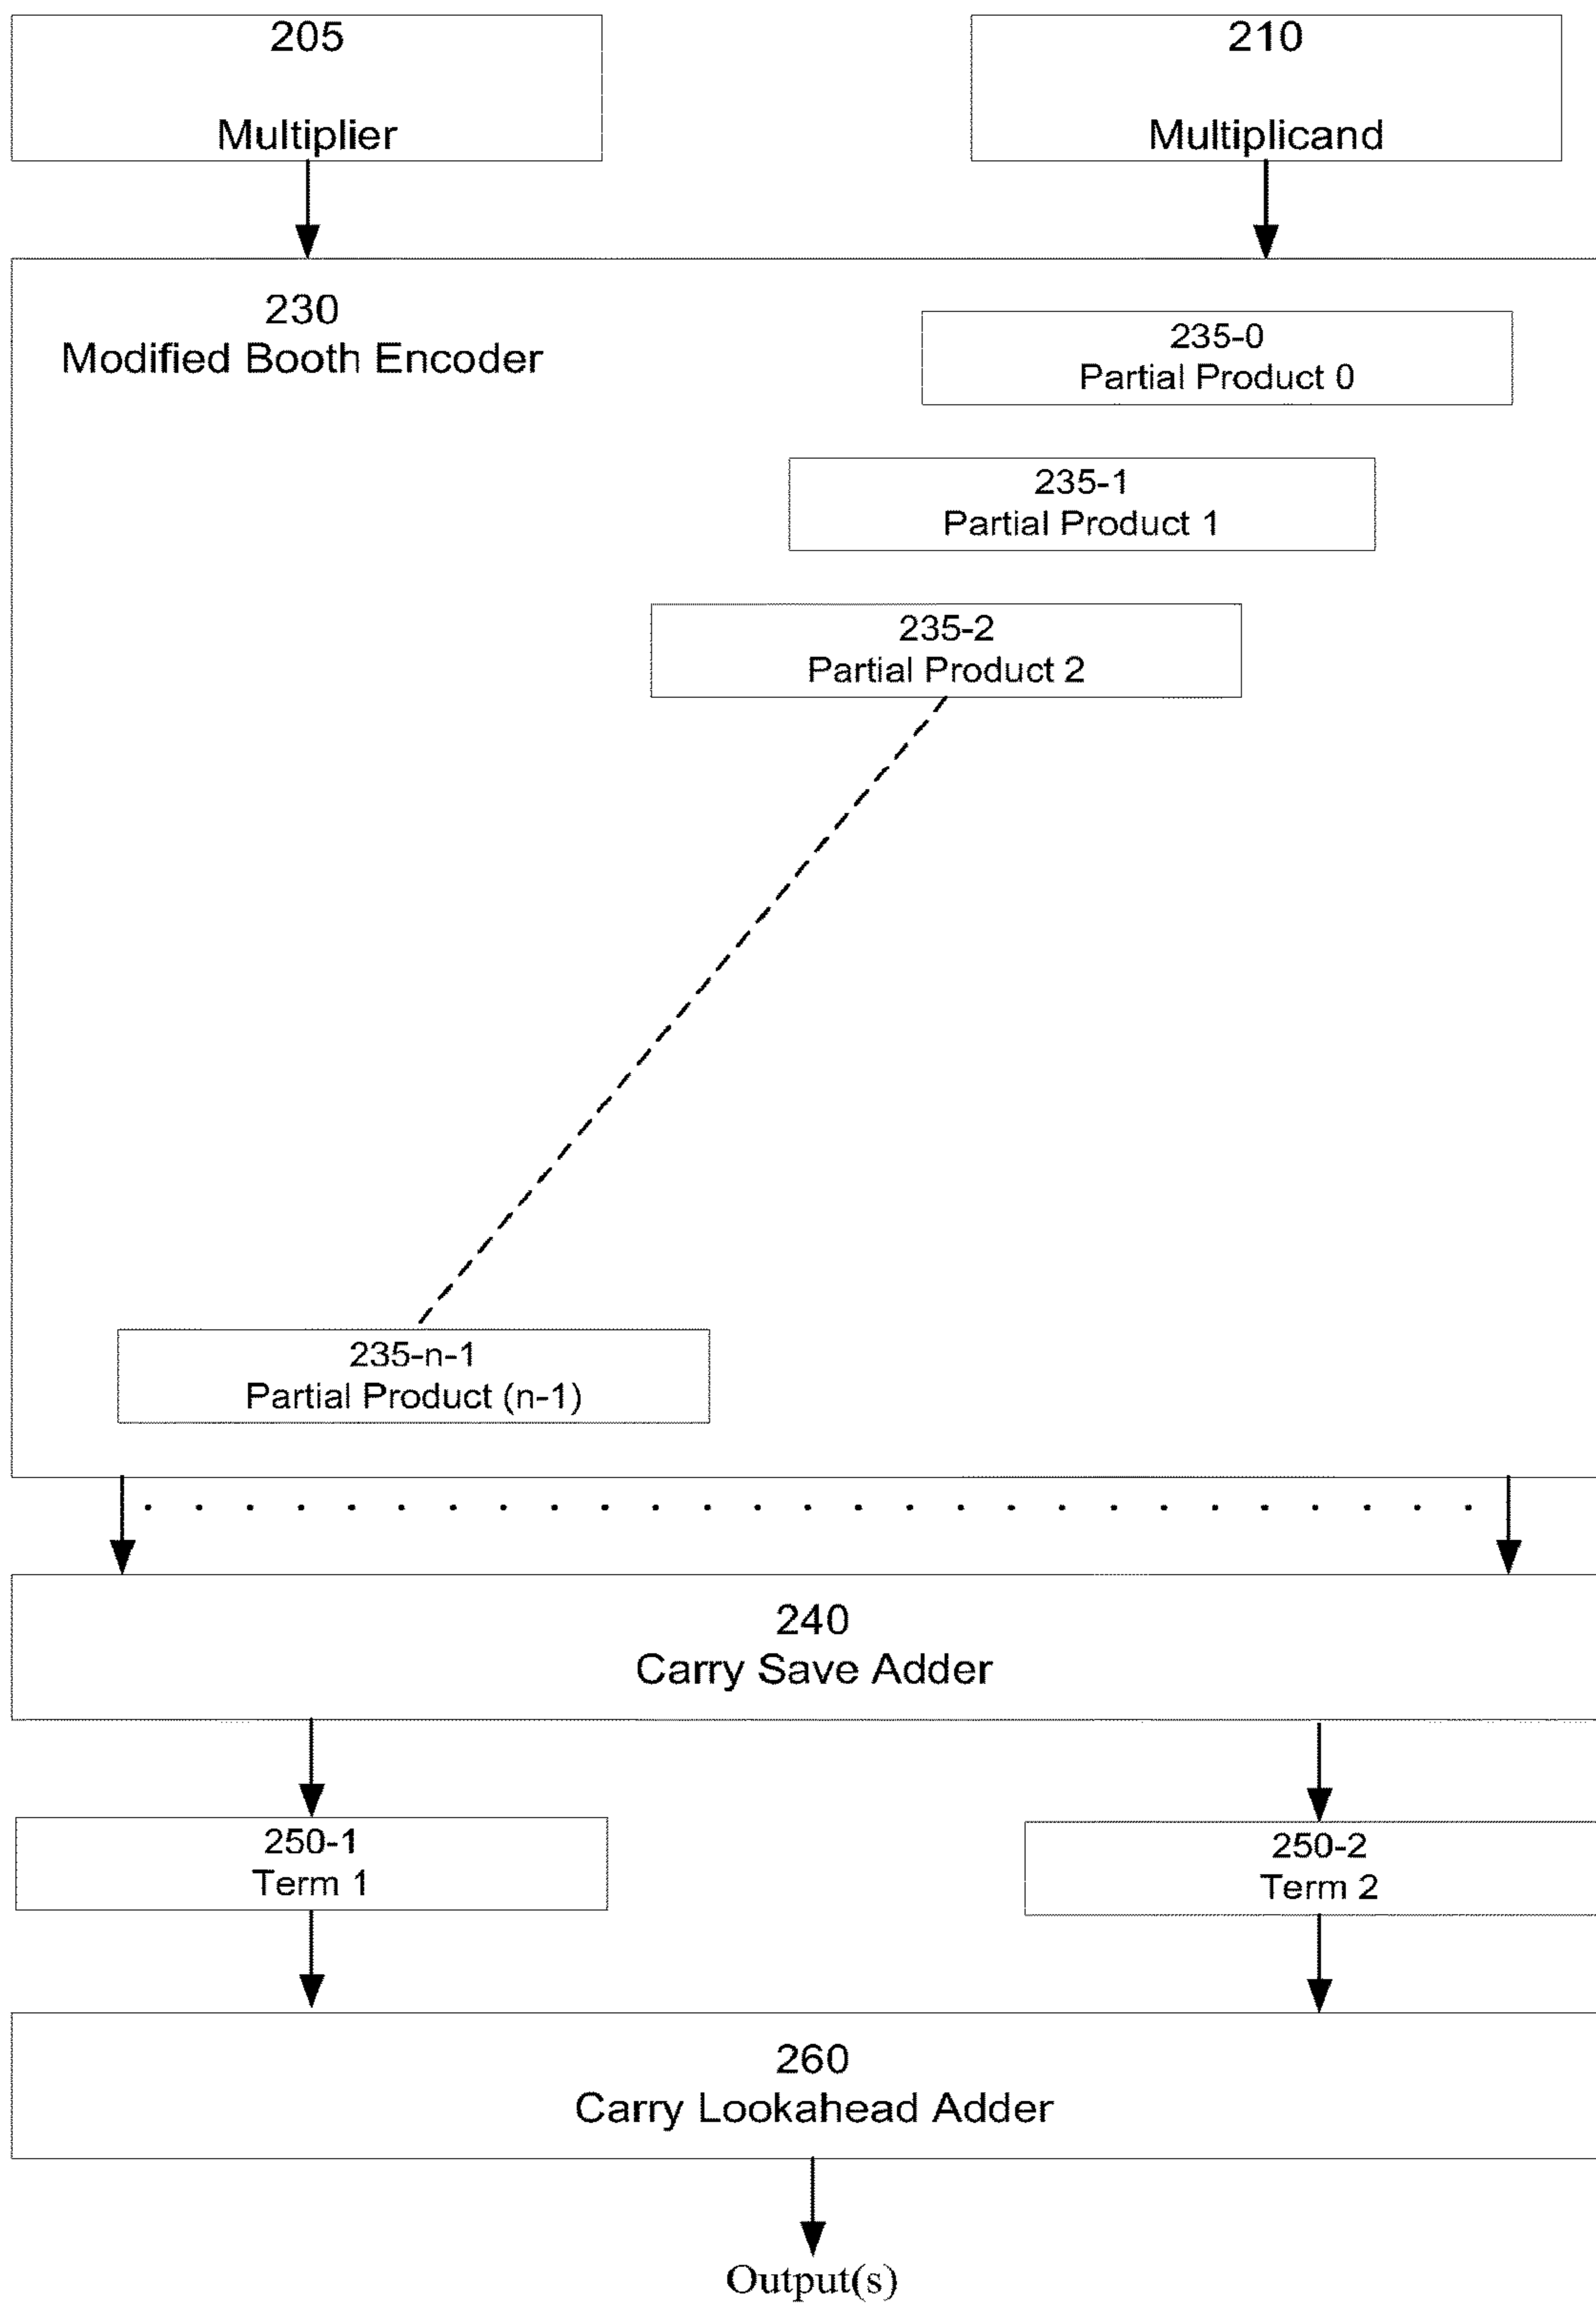 205
Multiplier
210
Multiplicand
230
Modified Booth Encoder
235-0
Partial Product 0
235-1
Partial Product 1
235-2
Partial Product 2
235-n-1
Partial Product (n-1)
240
Carry Save Adder
250-1
Term 1
250-2
Term 2
260
Carry Lookahead Adder
Output(s)